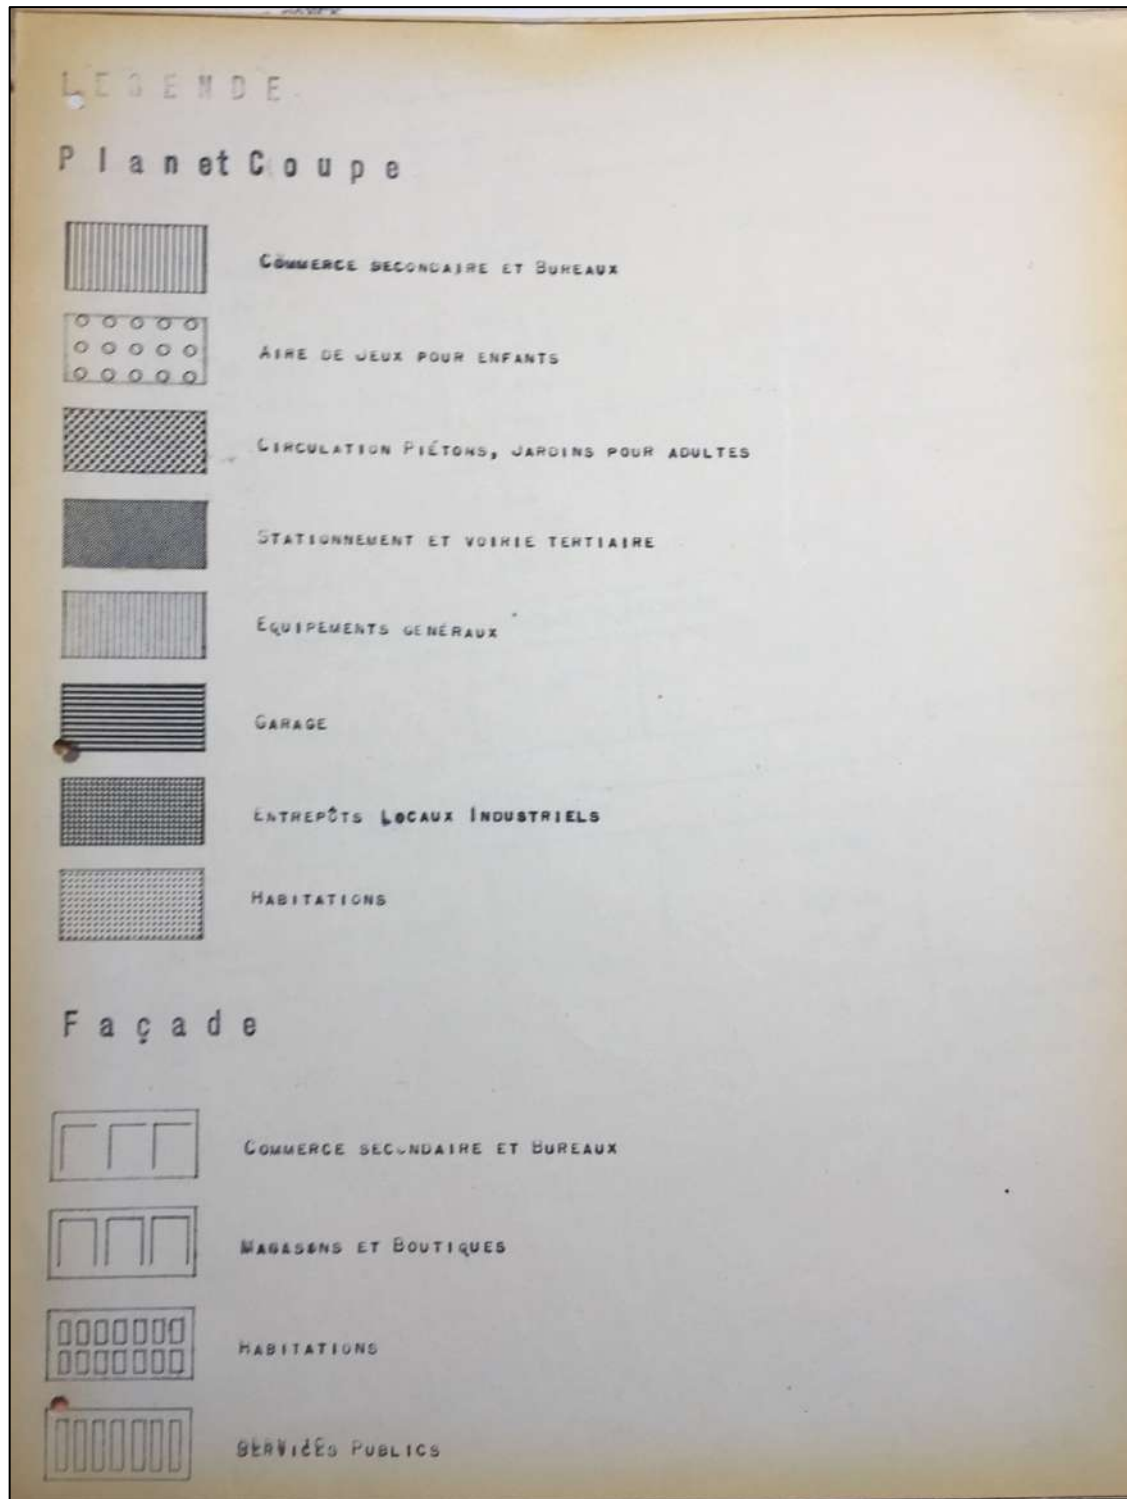 LEGENDE
Plan et Coupe
COMMERCE SECONDAIRE ET BUREAUX
AIRE DE JEUX POUR ENFANTS
CIRCULATION PIÉTONS, JARDINS POUR ADULTES
STATIONNEMENT ET VOIRIE TERTIAIRE
EQUIPEMENTS GENÉRAUX
GARAGE
ENTREPÔTS LOCAUX INDUSTRIELS
HABITATIONS
Façade
COMMERCE SECONDAIRE ET BUREAUX
MAGASINS ET BOUTIQUES
HABITATIONS
SERVICES PUBLICS